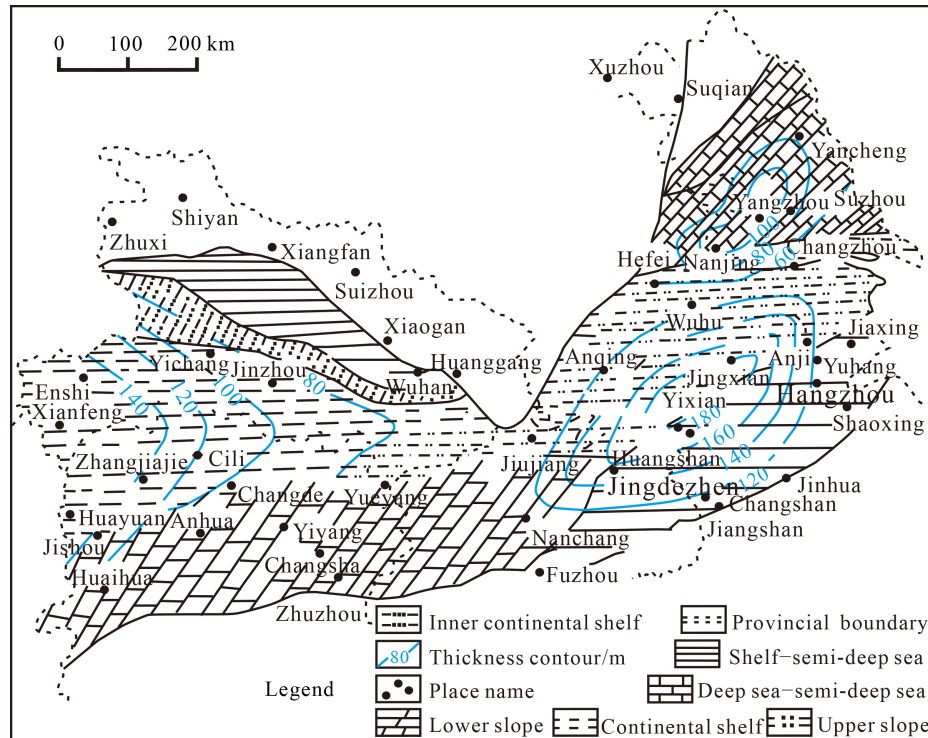 0 100 200 km
Xuzhou
Suqian
Yancheng
Shiyan
Yangzhou
Suzhou
Zhuxi
100
Xiangfan
80
Changzhou
Hefei
Nanjing
60
Suizhou
Wuhu
Xiaogan
Jiaxing
Yichang
Huanggang
Anqing
Anji
Jinzhou
80
Wuhan
Jingxian
Yuhang
Enshi
100
140
120
Yixian
Hangzhou
Xianfeng
180
Shaoxing
160
Zhangjiajie
Cili
Jiujiang
Huangshan
140
Changde
Yueyang
Jingdezhen
120
Jinhua
Changshan
Huayuan
Anhua
Yiyang
Jiangshan
Jishou
Nanchang
Changsha
Huaihua
Fuzhou
Zhuzhou
Inner continental shelf
Provincial boundary
80
Thickness contour/m
Shelf-semi-deep sea
Legend
Place name
Deep sea-semi-deep sea
Lower slope
Continental shelf
Upper slope